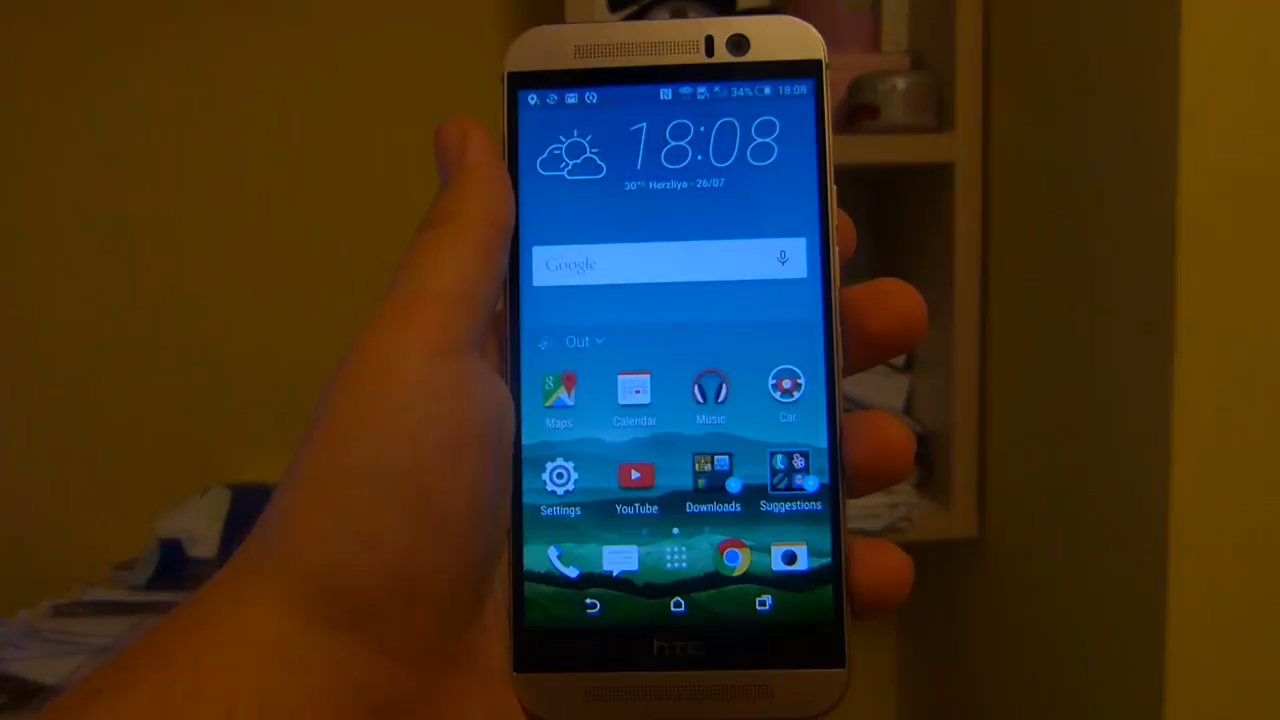 34% 18:08
18:08
30°C Herzliya - 26/07
Google
Out
Maps Calendar Music Car
Settings YouTube Downloads Suggestions
hTC